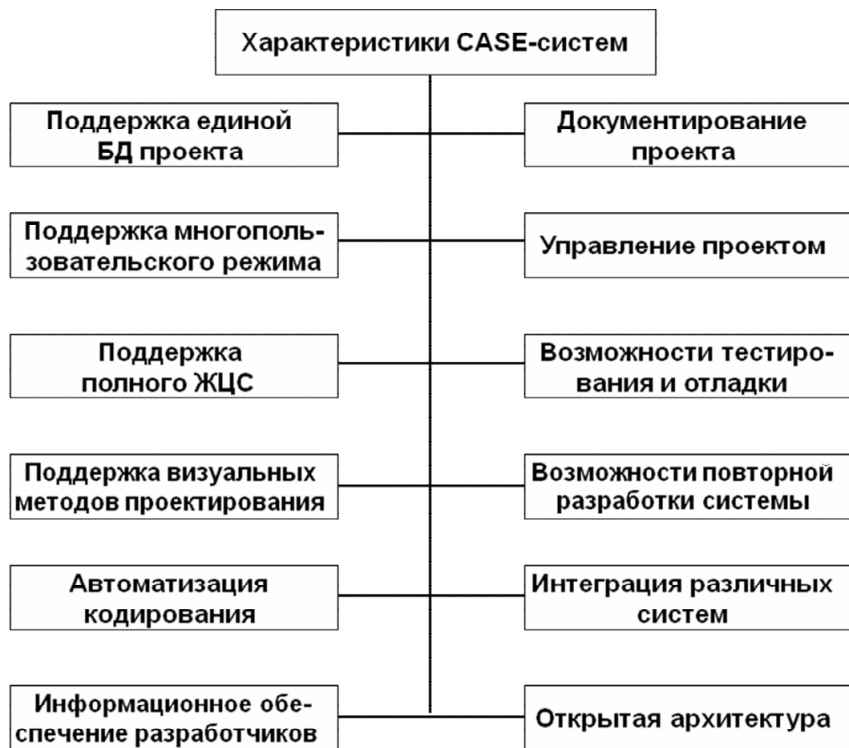 Характеристики CASE-систем
Поддержка единой
БД проекта
Документирование
проекта
Поддержка многополь-
зовательского режима
Управление проектом
Поддержка
полного ЖЦС
Возможности тестиро-
вания и отладки
Поддержка визуальных
методов проектирования
Возможности повторной
разработки системы
Автоматизация
кодирования
Интеграция различных
систем
Информационное обе-
спечение разработчиков
Открытая архитектура